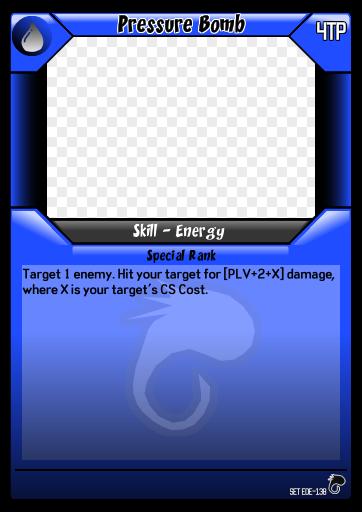 Pressure Bomb
4TP
Skill - Energy
Special Rank
Target 1 enemy. Hit your target for [PLV+2+X] damage,
where X is your target's CS Cost.
SET EOE-138